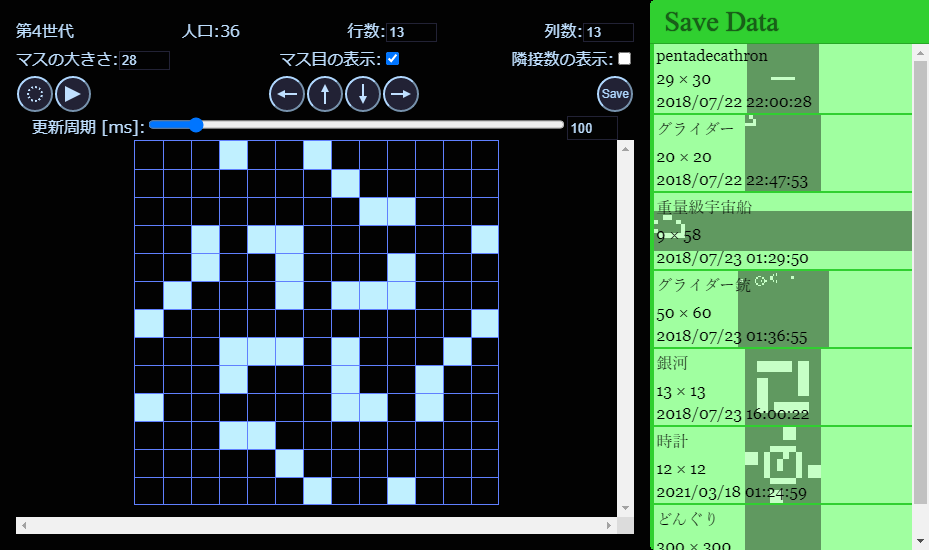 第4世代 人口:36 行数:13 列数:13
マスの大きさ:28 マス目の表示: 隣接数の表示:
Save
更新周期 [ms]: 100
Save Data
pentadecathron
29 × 30
2018/07/22 22:00:28
グライダー
20 × 20
2018/07/22 22:47:53
重量級宇宙船
9 × 58
2018/07/23 01:29:50
グライダー銃
50 × 60
2018/07/23 01:36:55
銀河
13 × 13
2018/07/23 16:00:22
時計
12 × 12
2021/03/18 01:24:59
どんぐり
300 × 300